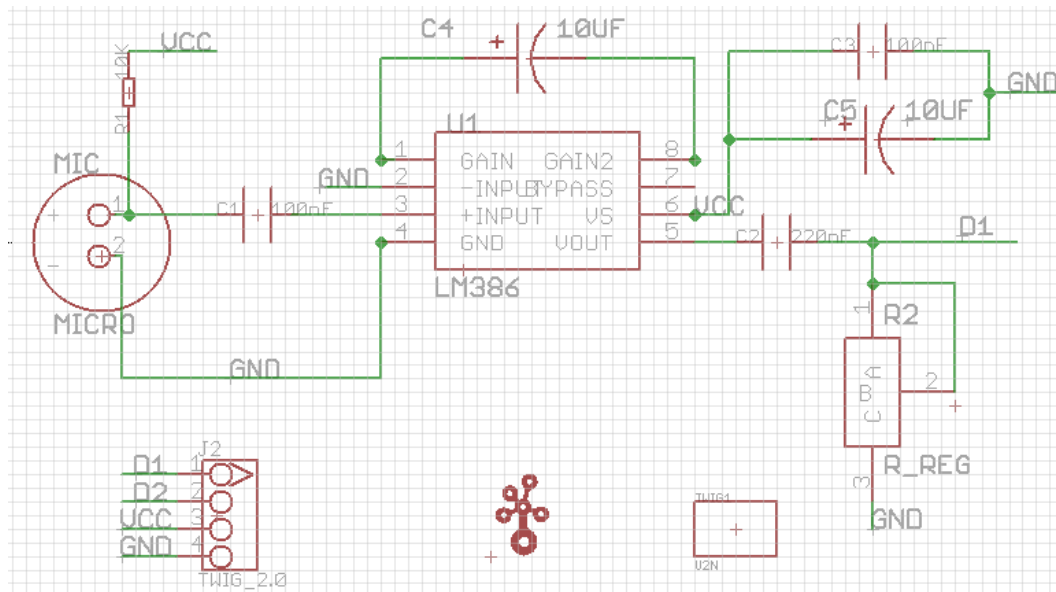 C4 + 10UF
VCC
10K
R1
C3 100nF
GND
C5 + 10UF
U1
MIC
1 GAIN GAIN2 8
GND 2 -INPUT BYPASS 7
3 +INPUT VS 6 VCC
4 GND VOUT 5
LM386
+ 1
2
-
MICRO
C1 100nF
C2 220nF
D1
GND
1 R2
A
B
C
2
3 R_REG
GND
J2
D1 1
D2 2
VCC 3
GND 4
TWIG_2.0
TWIG1
U2N